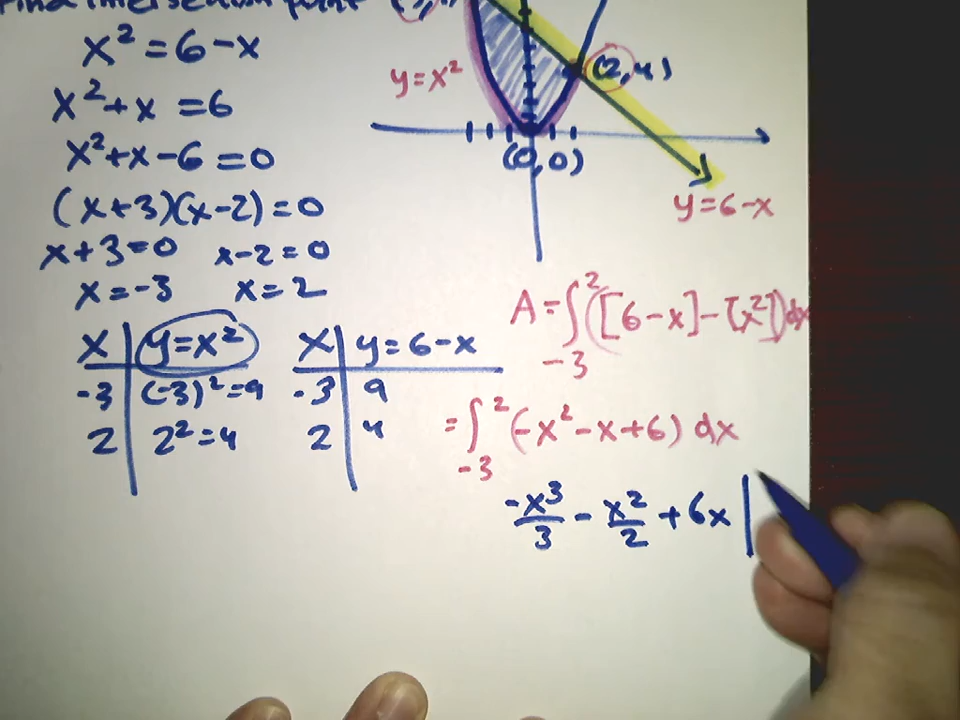 x² = 6 - x
x² + x = 6
x² + x - 6 = 0
(x+3)(x-2) = 0
x+3=0 x-2=0
x = -3 x = 2
x y=x² x y=6-x
-3 (-3)²=9 -3 9
2 2²=4 2 4
y=x²
(2,4)
(0,0)
y=6-x
A=∫₋₃² ([6-x]-[x²])dx
=∫₋₃² (-x²-x+6) dx
-x³/3 - x²/2 + 6x |